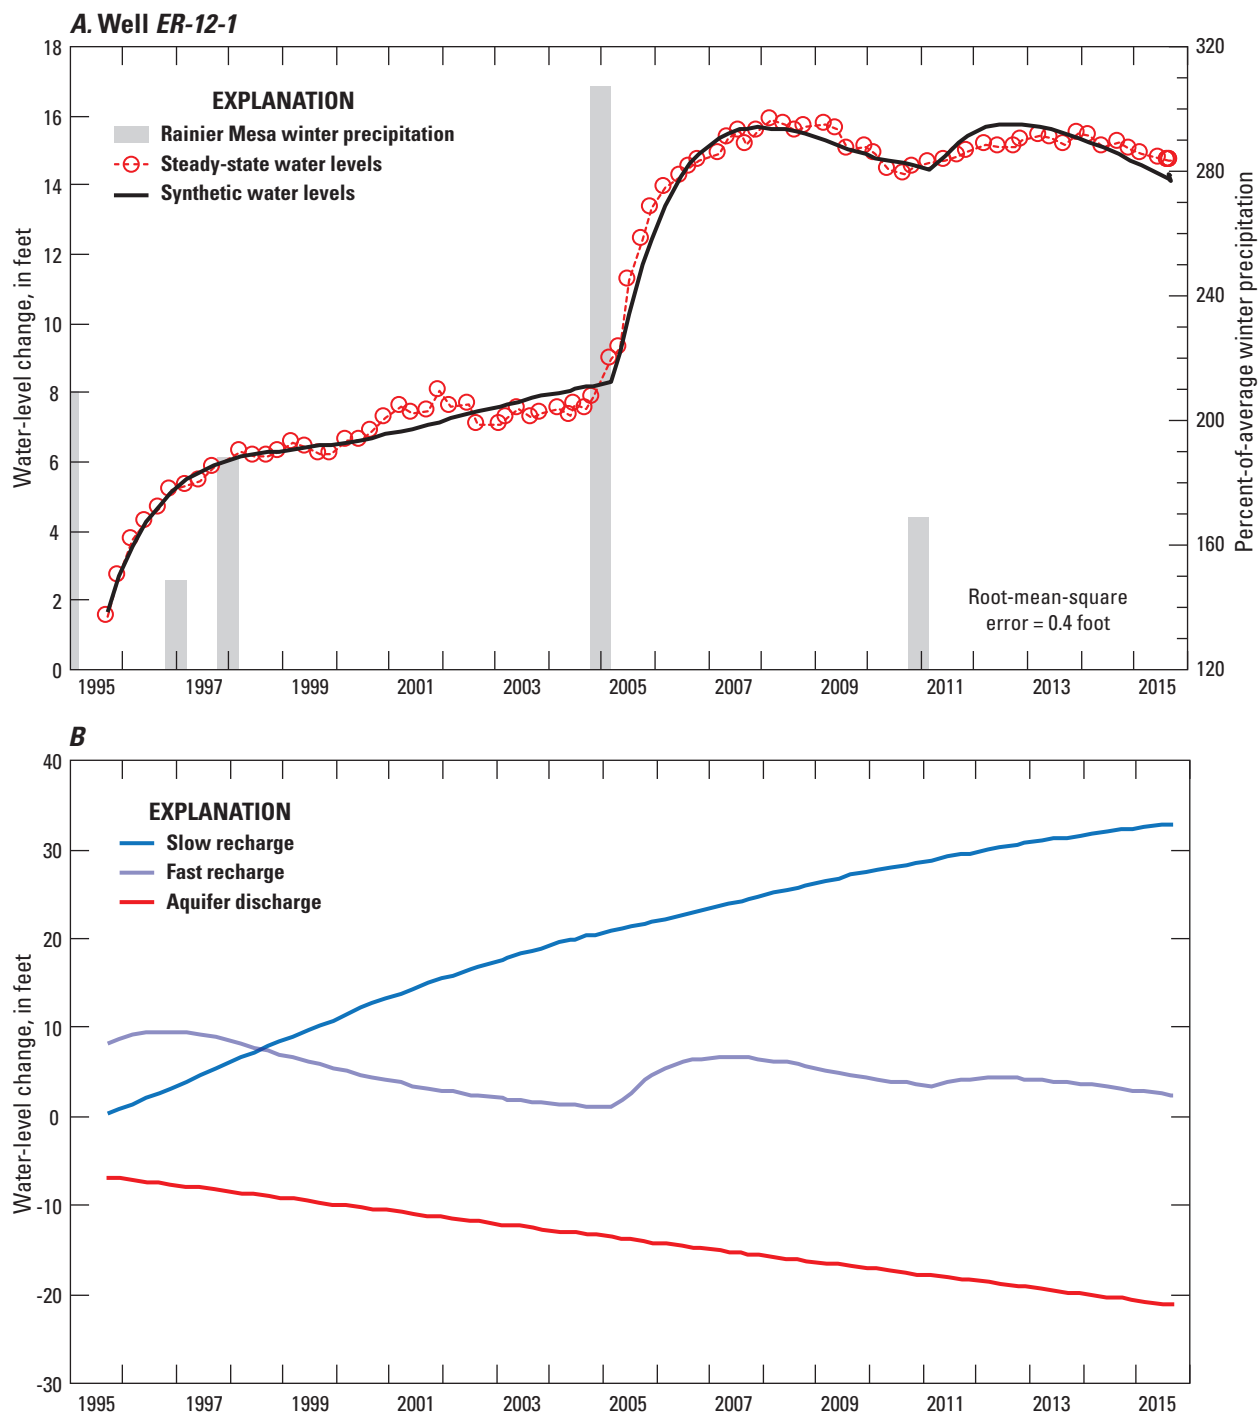 A. Well ER-12-1
18
16
14
12
10
8
6
4
2
0
Water-level change, in feet
320
280
240
200
160
120
Percent-of-average winter precipitation
EXPLANATION
Rainier Mesa winter precipitation
Steady-state water levels
Synthetic water levels
Root-mean-square
error = 0.4 foot
1995 1997 1999 2001 2003 2005 2007 2009 2011 2013 2015
B
40
30
20
10
0
-10
-20
-30
Water-level change, in feet
EXPLANATION
Slow recharge
Fast recharge
Aquifer discharge
1995 1997 1999 2001 2003 2005 2007 2009 2011 2013 2015